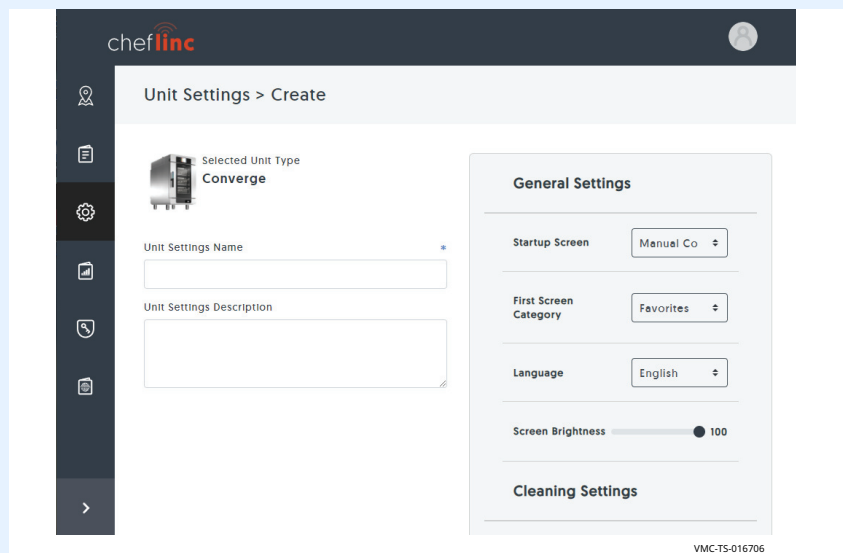 cheflinc
Unit Settings > Create
Selected Unit Type
Converge
Unit Settings Name *
Unit Settings Description
General Settings
Startup Screen Manual Co
First Screen
Category Favorites
Language English
Screen Brightness 100
Cleaning Settings
VMC-TS-016706